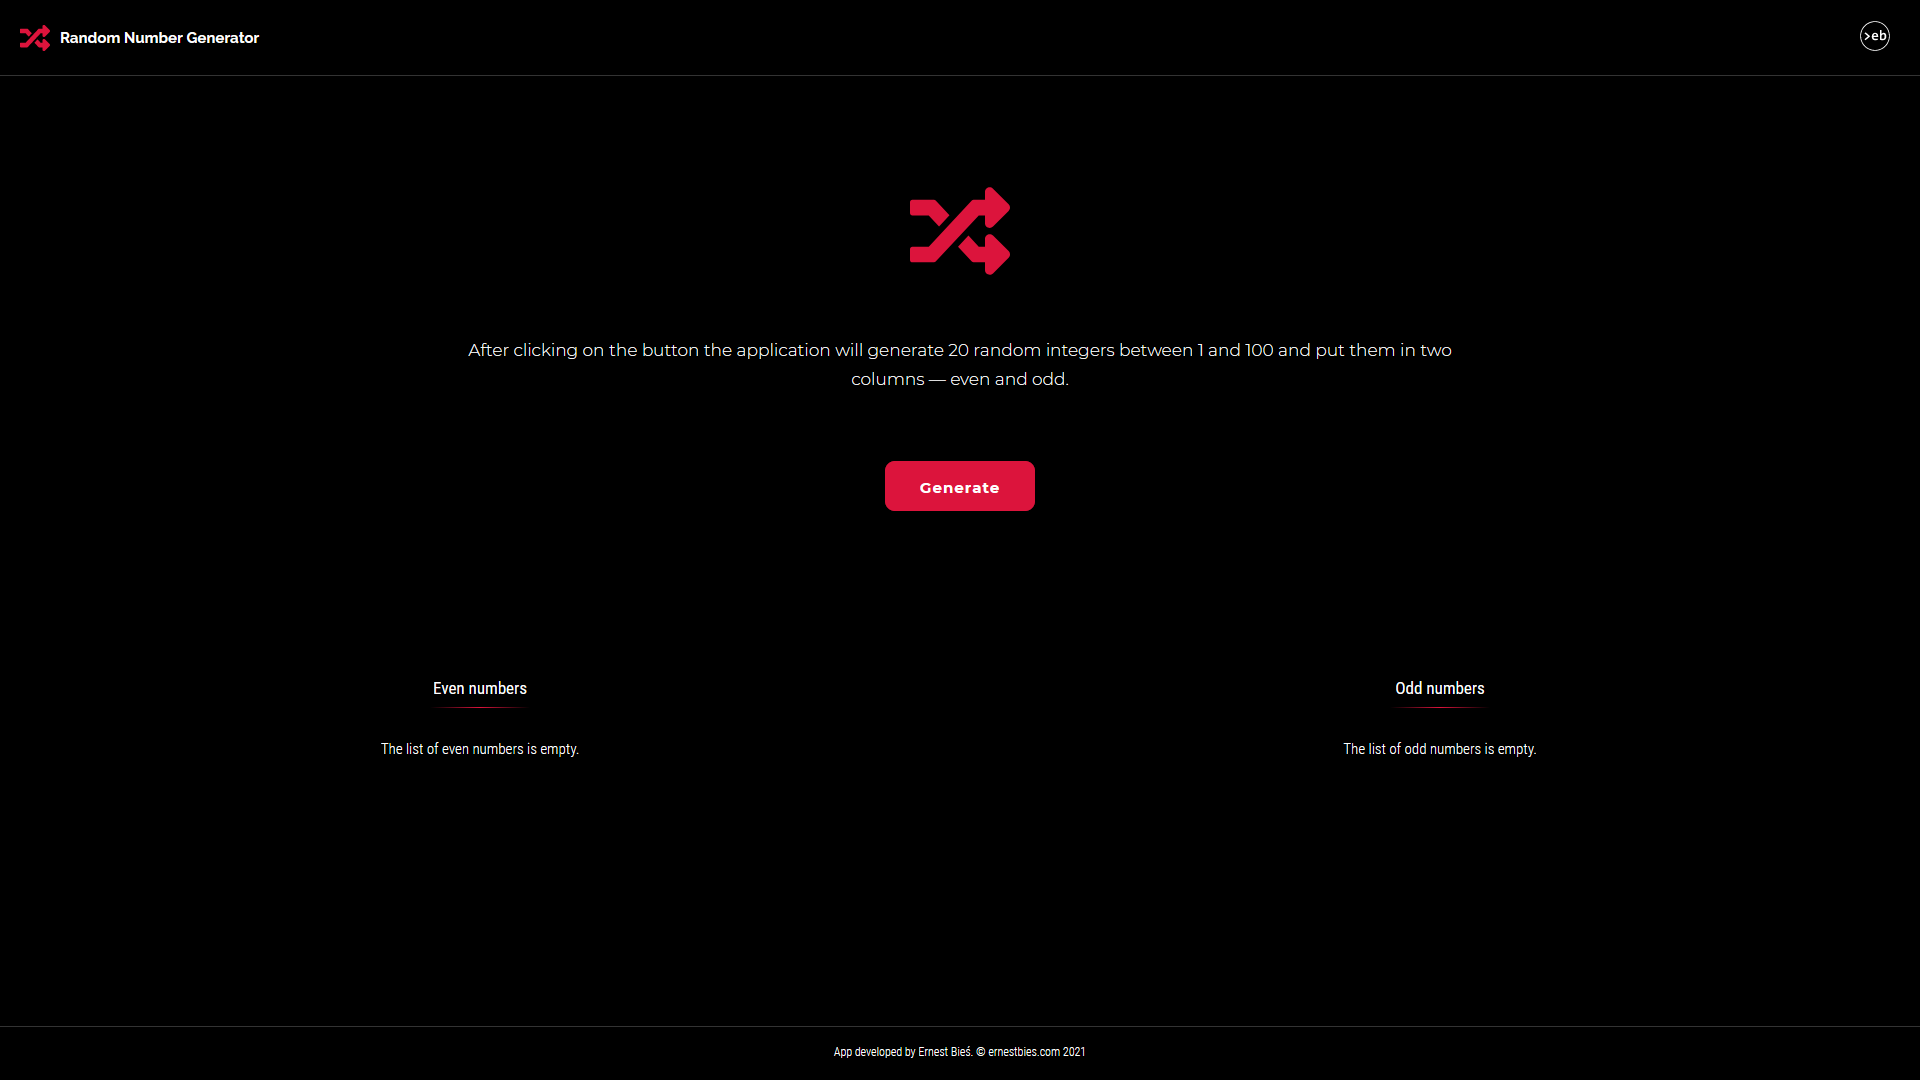 Random Number Generator
>eb
After clicking on the button the application will generate 20 random integers between 1 and 100 and put them in two
columns — even and odd.
Generate
Even numbers
Odd numbers
The list of even numbers is empty.
The list of odd numbers is empty.
App developed by Ernest Bieś. © ernestbies.com 2021